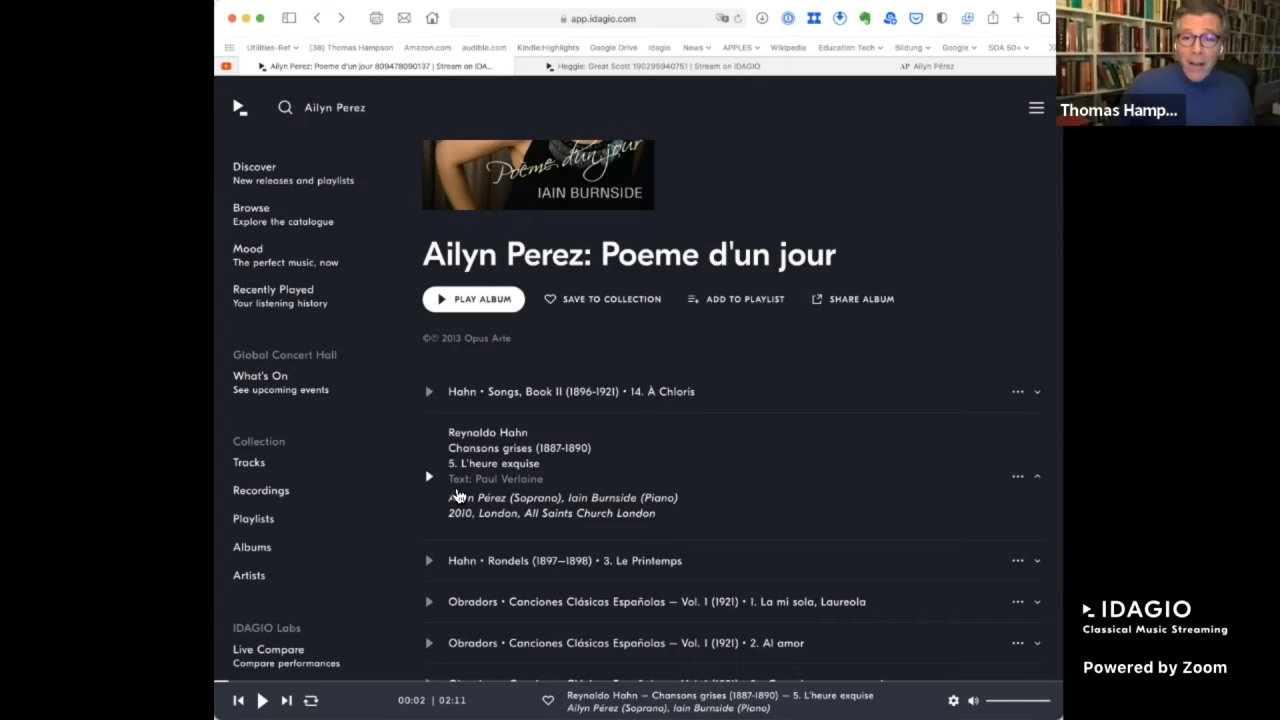 app.idagio.com
Utilities-Ref (38) Thomas Hampson Amazon.com audible.com Kindle:Highlights Google Drive Idagio News APPLES Wikipedia Education Tech Bildung Google SOA 50+
Ailyn Perez: Poeme d'un jour 809478090137 | Stream on IDA... Heggie: Great Scott 190295940751 | Stream on IDAGIO AP Ailyn Pérez
Thomas Hamp...
Ailyn Perez
Discover
New releases and playlists
Browse
Explore the catalogue
Mood
The perfect music, now
Recently Played
Your listening history
Global Concert Hall
What's On
See upcoming events
Collection
Tracks
Recordings
Playlists
Albums
Artists
IDAGIO Labs
Live Compare
Compare performances
Poème d'un jour
IAIN BURNSIDE
Ailyn Perez: Poeme d'un jour
PLAY ALBUM SAVE TO COLLECTION ADD TO PLAYLIST SHARE ALBUM
©℗ 2013 Opus Arte
Hahn • Songs, Book II (1896-1921) • 14. À Chloris
Reynaldo Hahn
Chansons grises (1887-1890)
5. L'heure exquise
Text: Paul Verlaine
Pérez (Soprano), Iain Burnside (Piano)
2010, London, All Saints Church London
Hahn • Rondels (1897–1898) • 3. Le Printemps
Obradors • Canciones Clásicas Españolas – Vol. 1 (1921) • 1. La mi sola, Laureola
Obradors • Canciones Clásicas Españolas – Vol. 1 (1921) • 2. Al amor
00:02 | 02:11
Reynaldo Hahn – Chansons grises (1887-1890) – 5. L'heure exquise
Ailyn Pérez (Soprano), Iain Burnside (Piano)
IDAGIO
Classical Music Streaming
Powered by Zoom